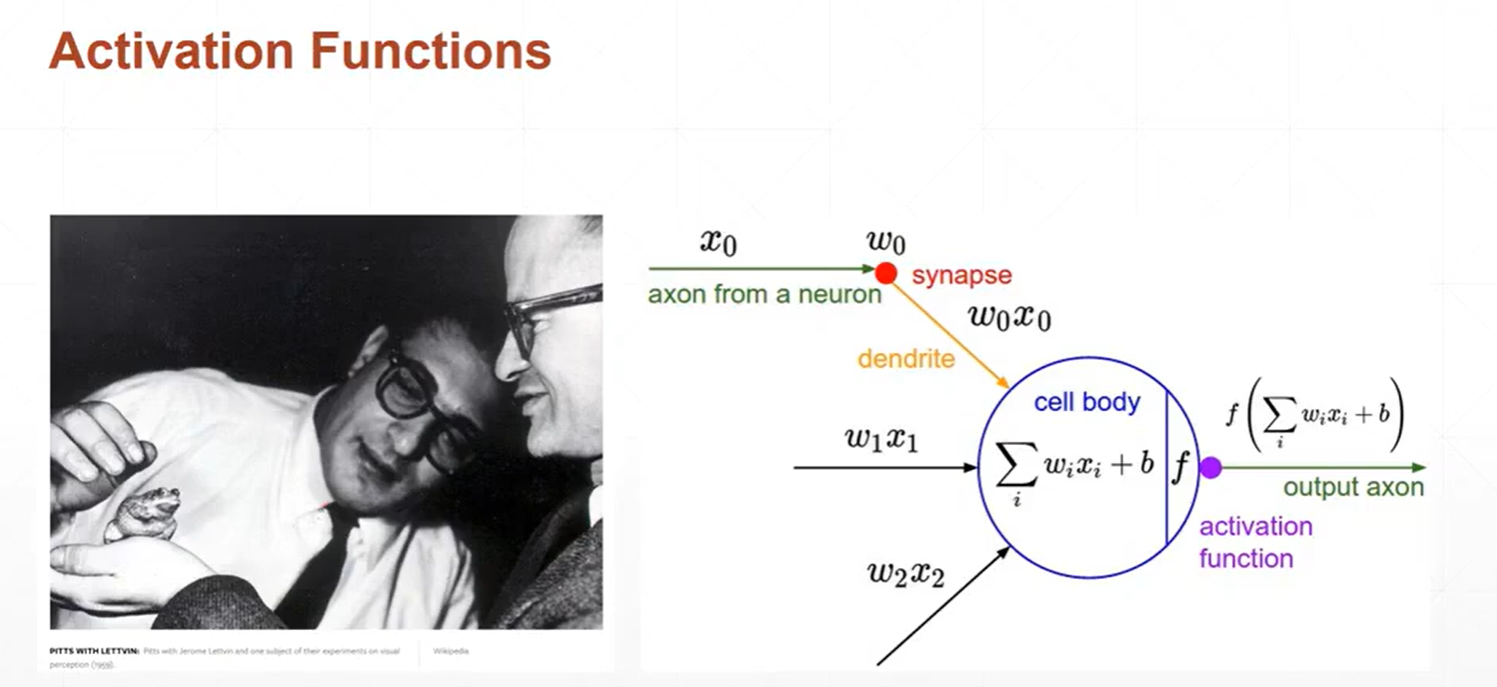 Activation Functions
x₀
w₀
synapse
axon from a neuron
w₀x₀
dendrite
cell body
f(∑ᵢ wᵢxᵢ + b)
w₁x₁
∑ᵢ wᵢxᵢ + b
f
output axon
activation
function
w₂x₂
PITTS WITH LETTVIN: Pitts with Jerome Lettvin and one subject of their experiments on visual
perception (1959).
Wikipedia